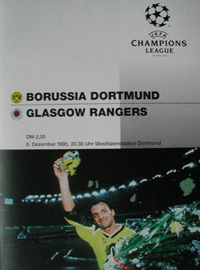 UEFA
CHAMPIONS
LEAGUE
BORUSSIA DORTMUND
GLASGOW RANGERS
DM 2,00
6. Dezember 1995, 20.30 Uhr Westfalenstadion Dortmund